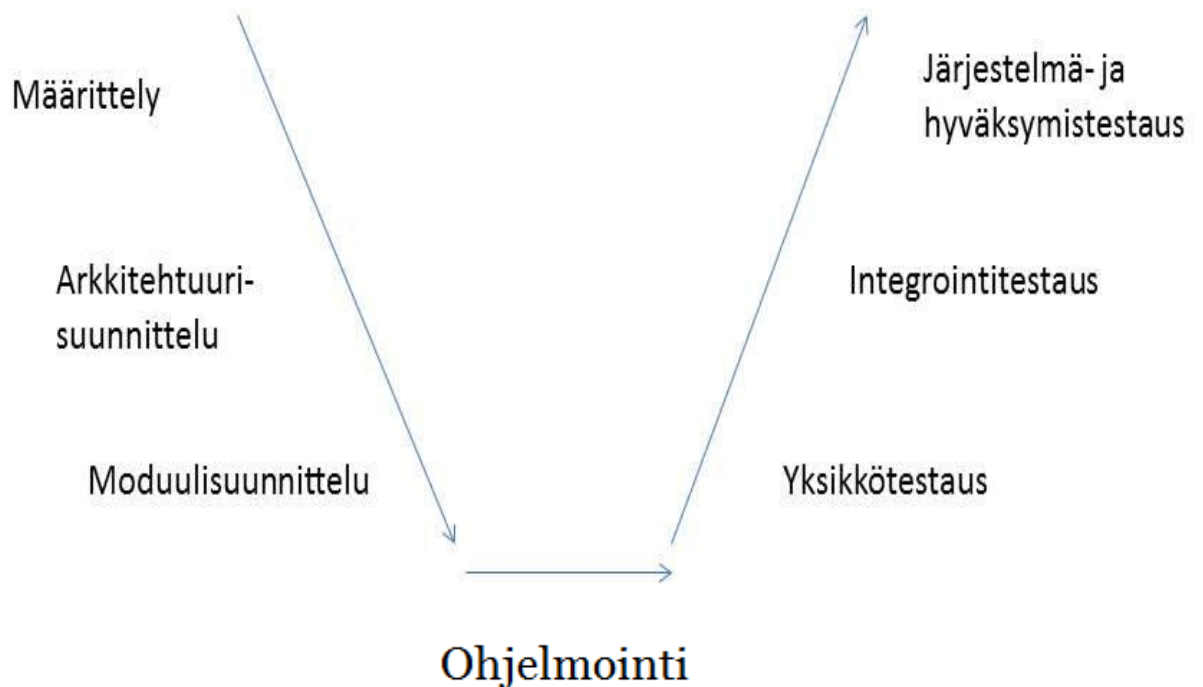 Määrittely
Järjestelmä- ja
hyväksymistestaus
Arkkitehtuuri-
suunnittelu
Integrointitestaus
Moduulisuunnittelu
Yksikkötestaus
Ohjelmointi